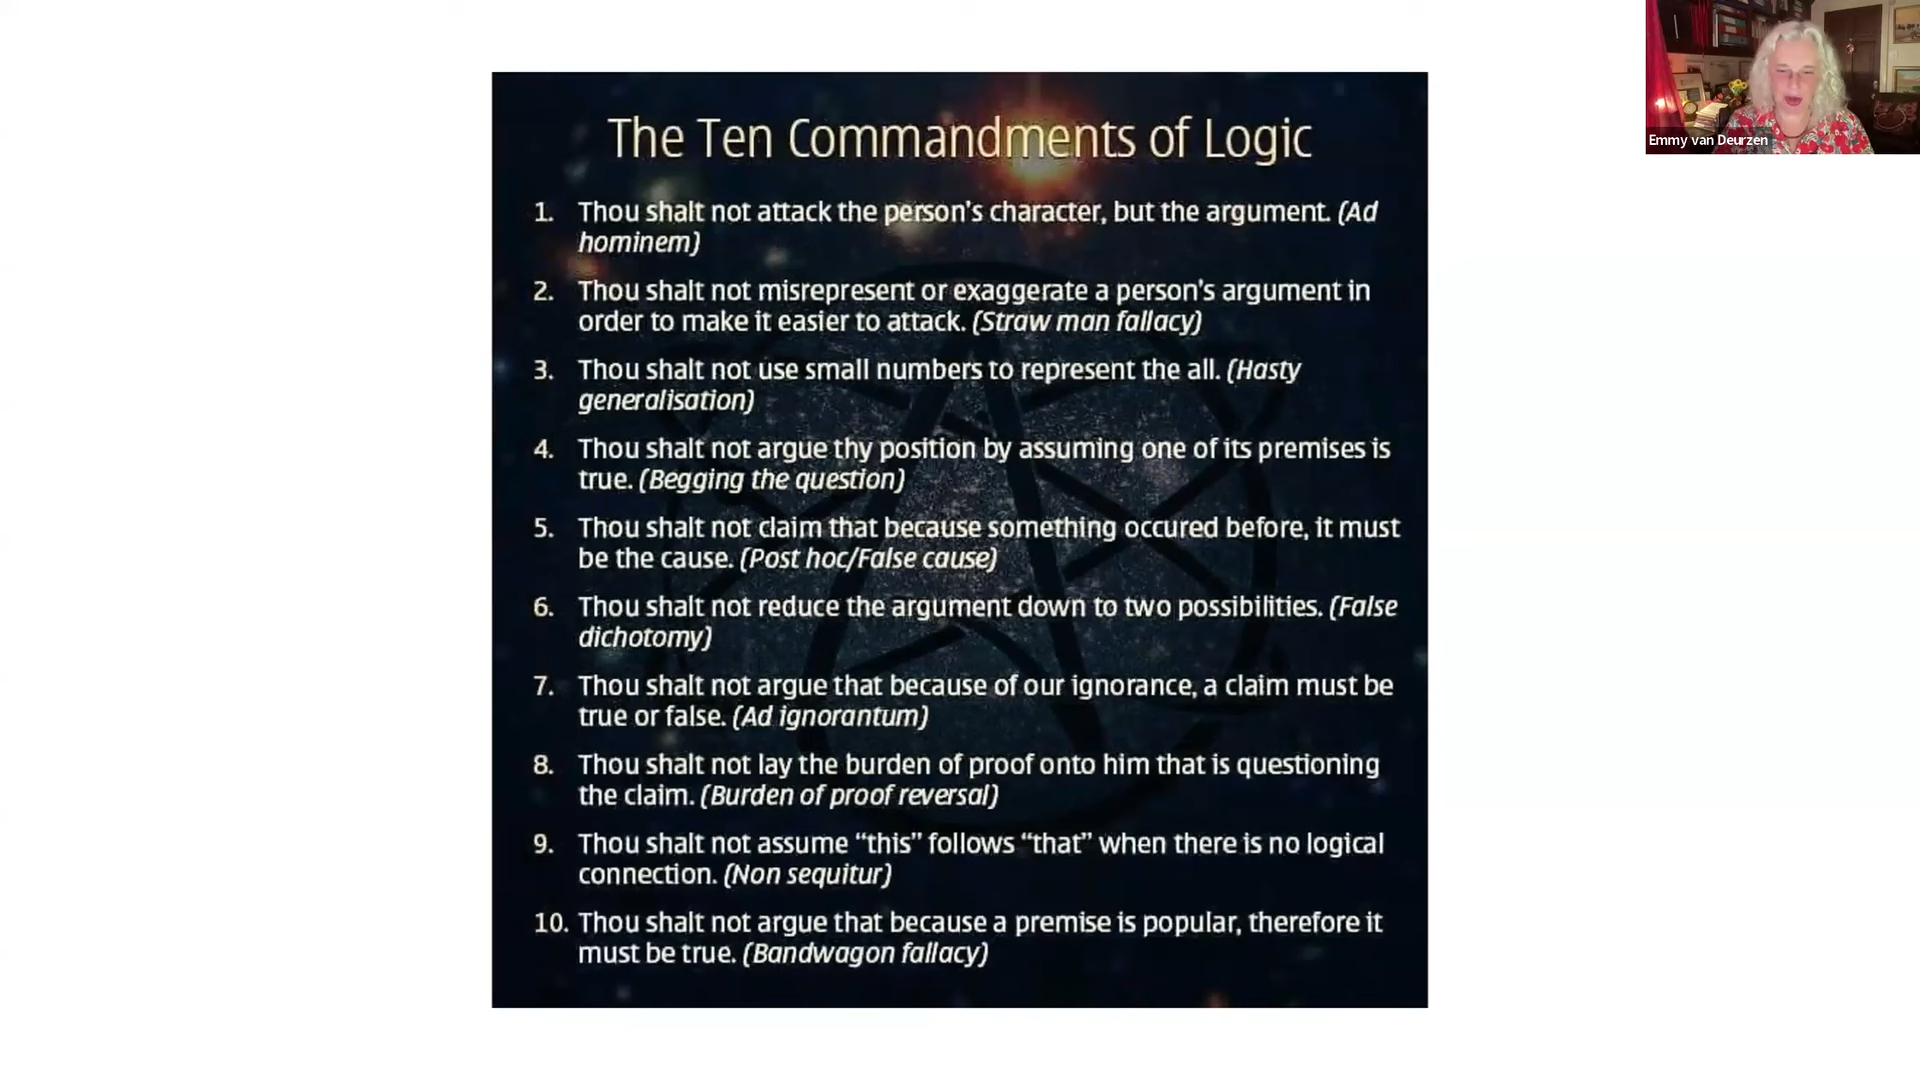 The Ten Commandments of Logic
1. Thou shalt not attack the person's character, but the argument. (Ad
hominem)
2. Thou shalt not misrepresent or exaggerate a person's argument in
order to make it easier to attack. (Straw man fallacy)
3. Thou shalt not use small numbers to represent the all. (Hasty
generalisation)
4. Thou shalt not argue thy position by assuming one of its premises is
true. (Begging the question)
5. Thou shalt not claim that because something occured before, it must
be the cause. (Post hoc/False cause)
6. Thou shalt not reduce the argument down to two possibilities. (False
dichotomy)
7. Thou shalt not argue that because of our ignorance, a claim must be
true or false. (Ad ignorantum)
8. Thou shalt not lay the burden of proof onto him that is questioning
the claim. (Burden of proof reversal)
9. Thou shalt not assume “this” follows “that” when there is no logical
connection. (Non sequitur)
10. Thou shalt not argue that because a premise is popular, therefore it
must be true. (Bandwagon fallacy)
Emmy van Deurzen